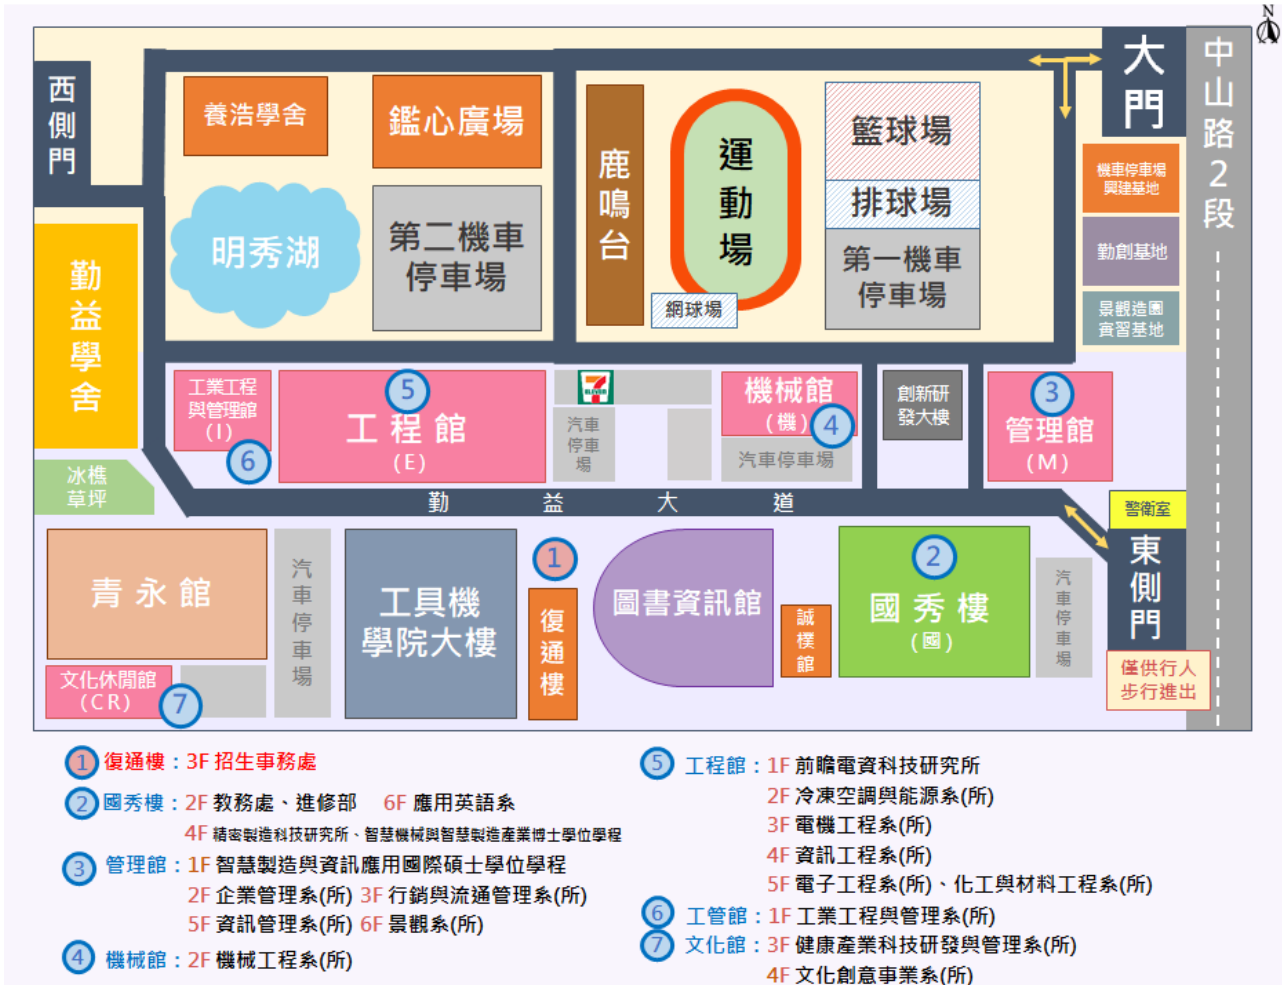 N
大門
中山路2段
西側門
養浩學舍
鑑心廣場
鹿鳴台
運動場
籃球場
排球場
第一機車
停車場
網球場
機車停車場
興建基地
勤創基地
景觀造園
實習基地
明秀湖
第二機車
停車場
勤益學舍
工業工程
與管理館
(I)
6
5
工程館
(E)
7
ELEVEN
汽車
停車
場
機械館
(機)
4
汽車停車場
創新研
發大樓
3
管理館
(M)
冰樵
草坪
勤益大道
警衛室
東側門
僅供行人
步行進出
青永館
汽車停車場
工具機
學院大樓
1
復通樓
圖書資訊館
誠樸館
2
國秀樓
(國)
汽車停車場
文化休閒館
(CR)
7
1 復通樓：3F 招生事務處
2 國秀樓：2F 教務處、進修部 6F 應用英語系
4F 精密製造科技研究所、智慧機械與智慧製造產業博士學位學程
3 管理館：1F 智慧製造與資訊應用國際碩士學位學程
2F 企業管理系(所) 3F 行銷與流通管理系(所)
5F 資訊管理系(所) 6F 景觀系(所)
4 機械館：2F 機械工程系(所)
5 工程館：1F 前瞻電資科技研究所
2F 冷凍空調與能源系(所)
3F 電機工程系(所)
4F 資訊工程系(所)
5F 電子工程系(所)、化工與材料工程系(所)
6 工管館：1F 工業工程與管理系(所)
7 文化館：3F 健康產業科技研發與管理系(所)
4F 文化創意事業系(所)